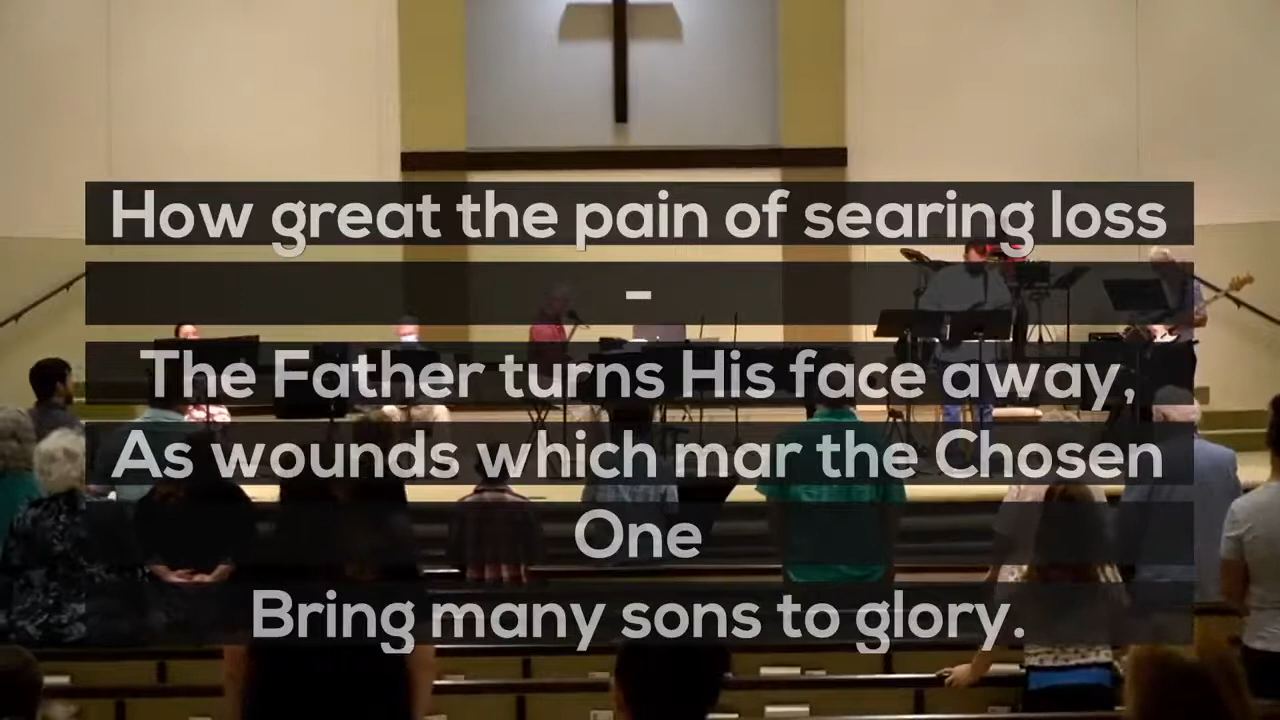 How great the pain of searing loss
-
The Father turns His face away,
As wounds which mar the Chosen
One
Bring many sons to glory.